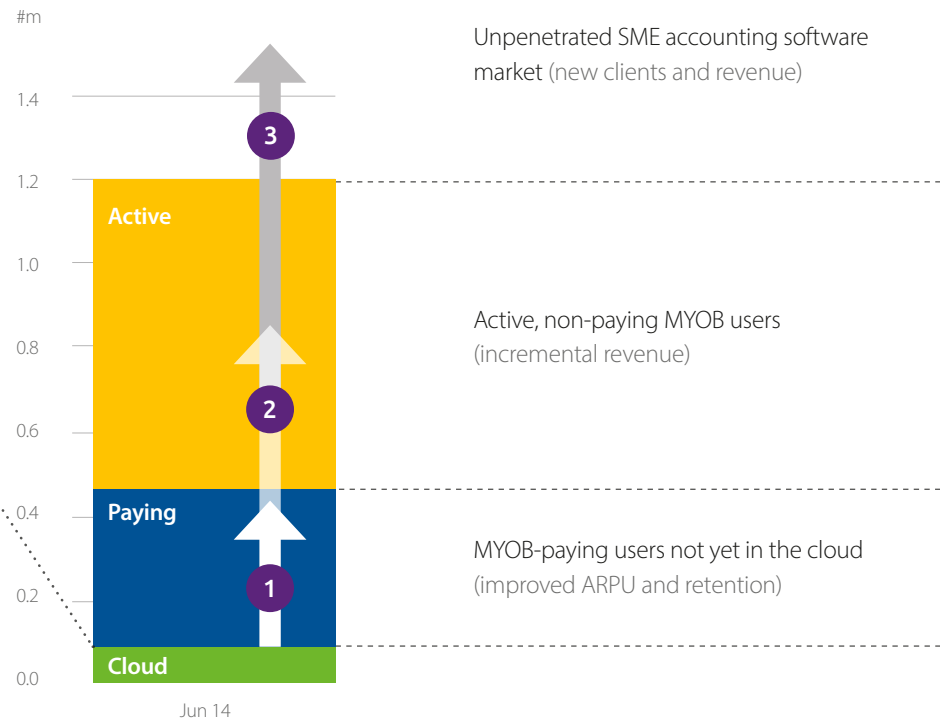 #m
Unpenetrated SME accounting software
market (new clients and revenue)
1.4
3
1.2
Active
1.0
Active, non-paying MYOB users
(incremental revenue)
0.8
2
0.6
Paying
0.4
MYOB-paying users not yet in the cloud
(improved ARPU and retention)
1
0.2
Cloud
0.0
Jun 14